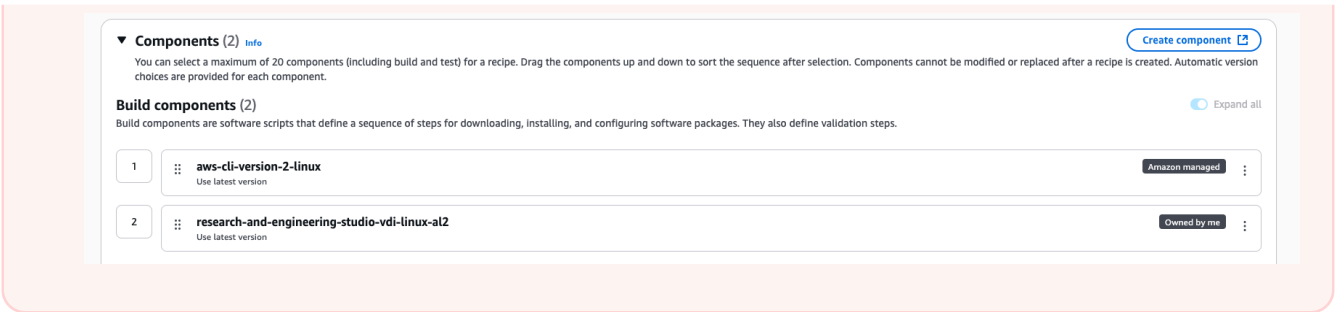 Components (2) Info
Create component
You can select a maximum of 20 components (including build and test) for a recipe. Drag the components up and down to sort the sequence after selection. Components cannot be modified or replaced after a recipe is created. Automatic version
choices are provided for each component.
Build components (2)
Expand all
Build components are software scripts that define a sequence of steps for downloading, installing, and configuring software packages. They also define validation steps.
1
aws-cli-version-2-linux
Amazon managed
Use latest version
2
research-and-engineering-studio-vdi-linux-al2
Owned by me
Use latest version